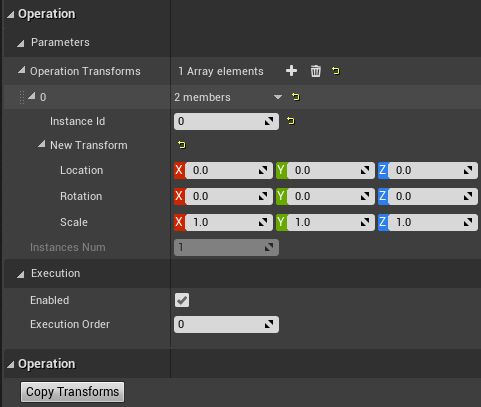 Operation
Parameters
Operation Transforms 1 Array elements
0 2 members
Instance Id 0
New Transform
Location X 0.0 Y 0.0 Z 0.0
Rotation X 0.0 Y 0.0 Z 0.0
Scale X 1.0 Y 1.0 Z 1.0
Instances Num 1
Execution
Enabled
Execution Order 0
Operation
Copy Transforms